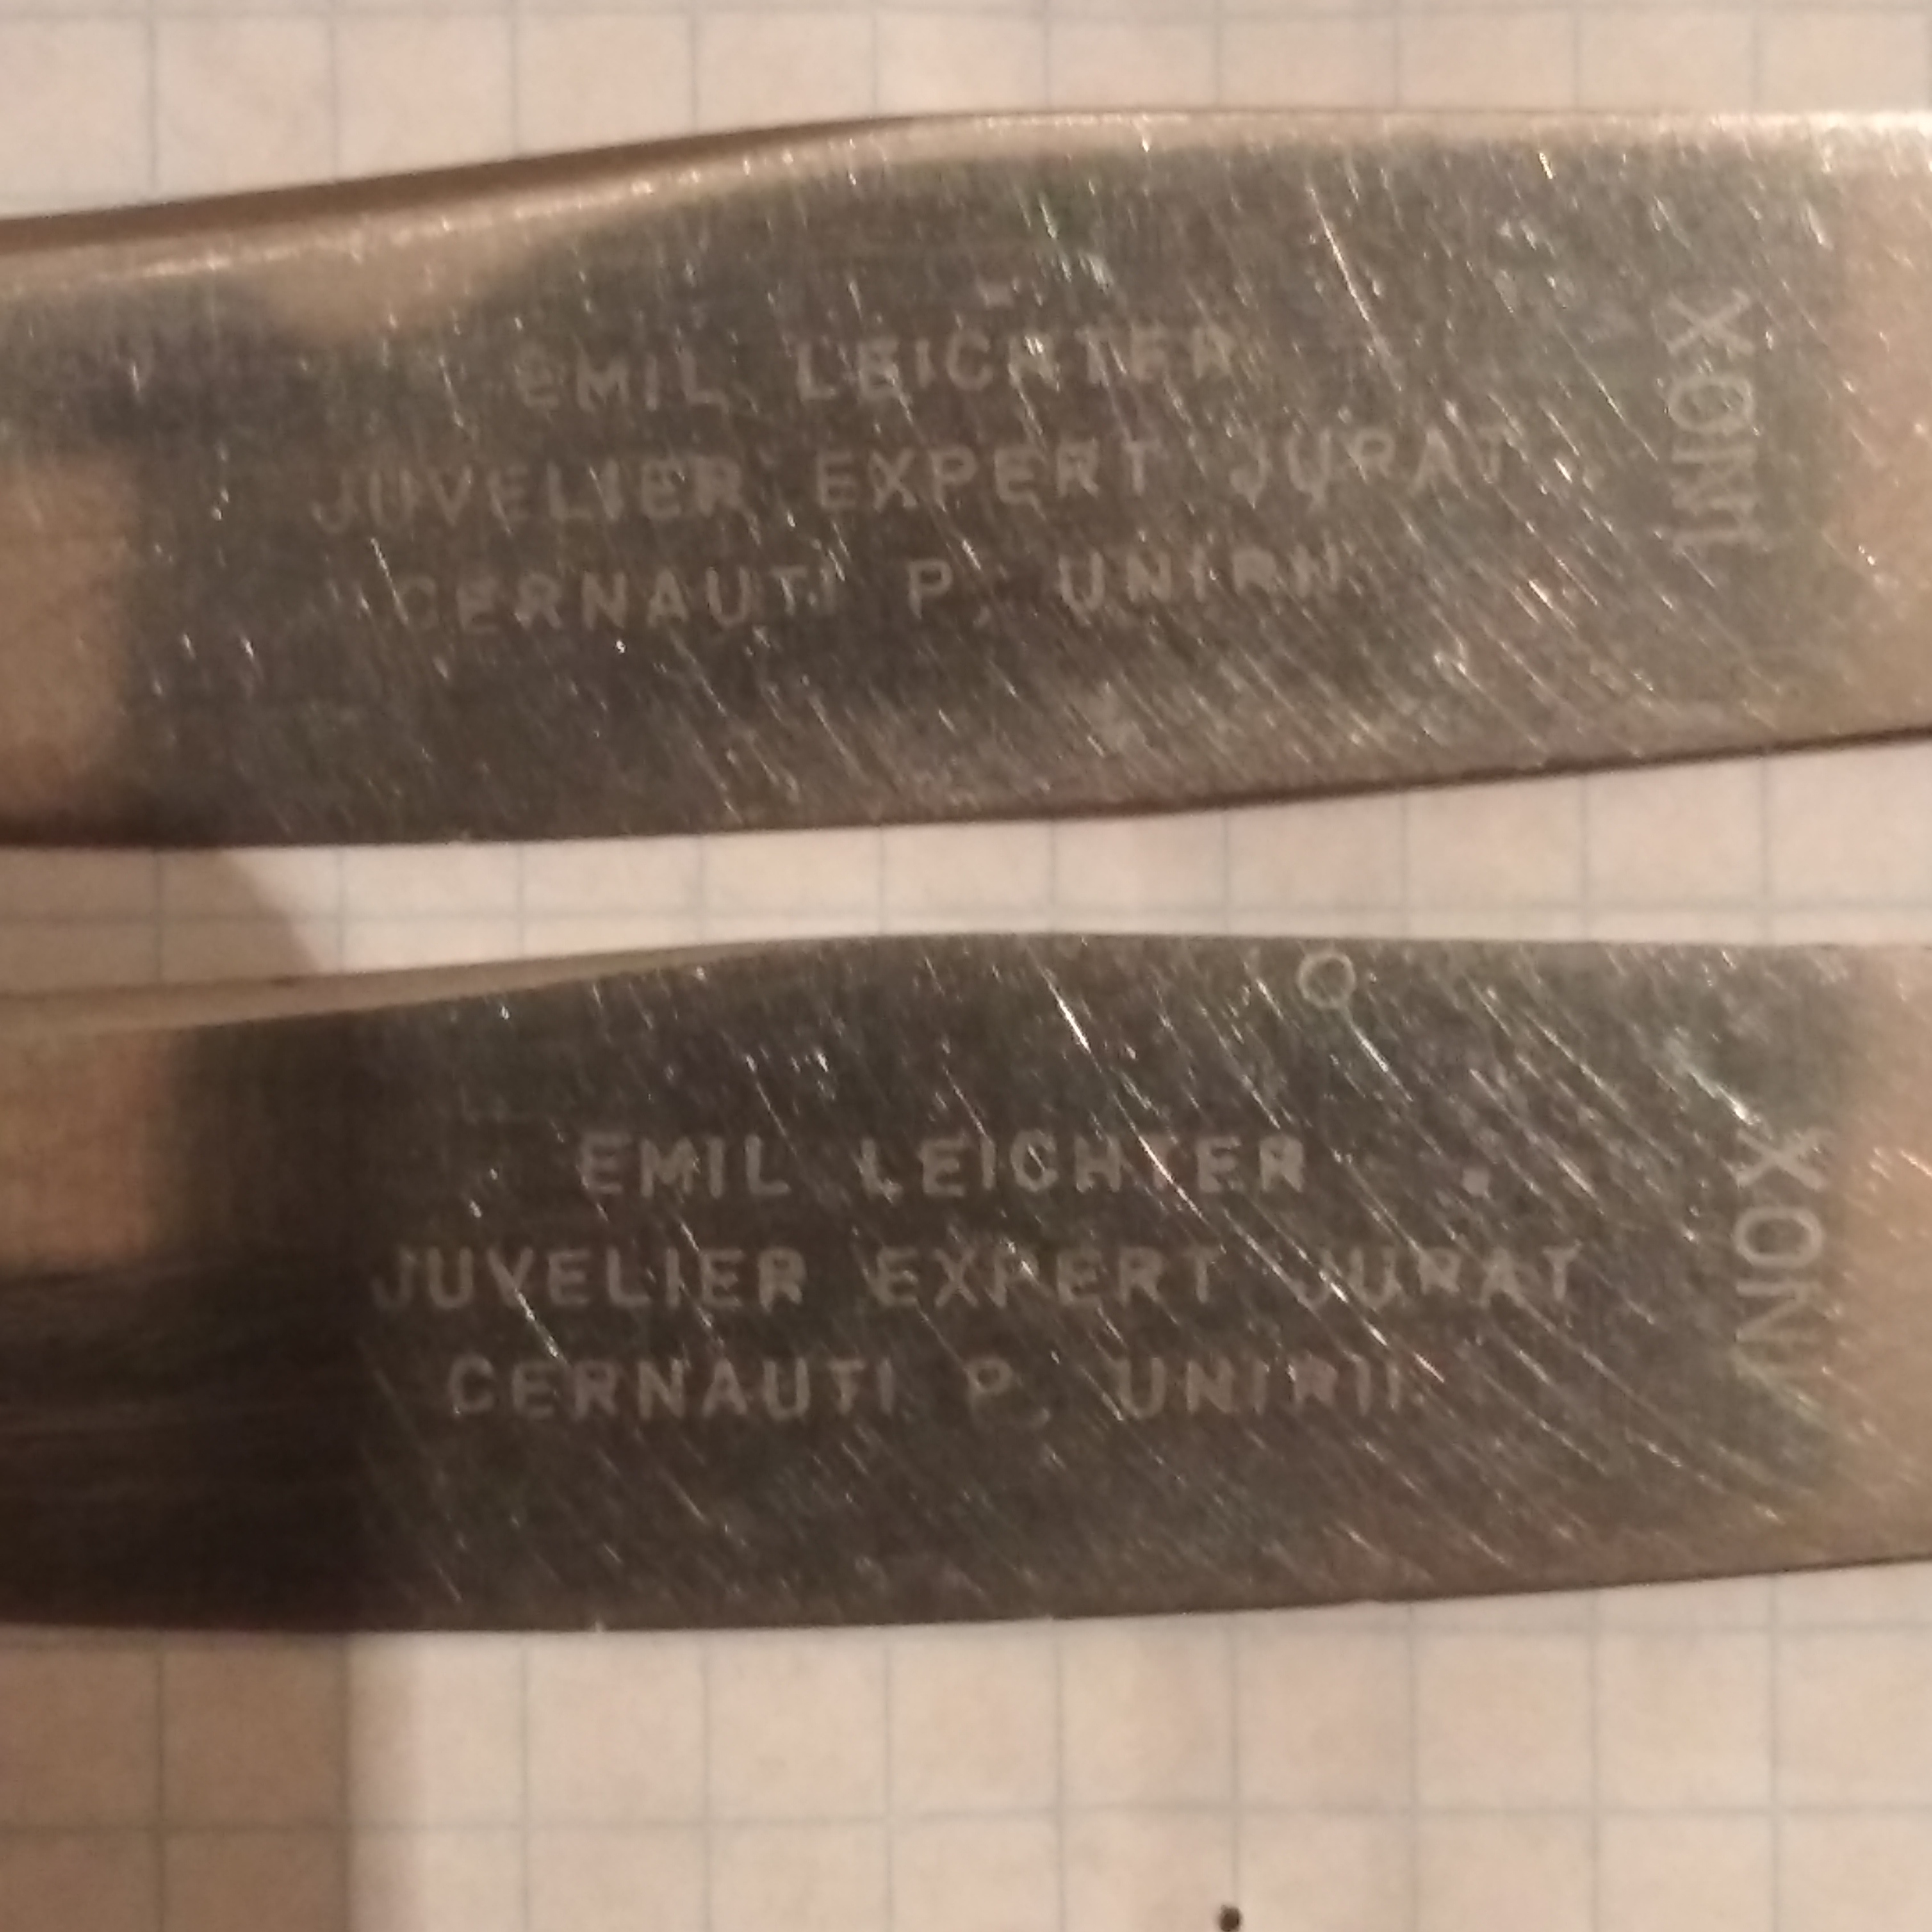 EMIL LEICHTER
JUVELIER EXPERT JURAT
CERNAUTI P. UNIRII
INOX
EMIL LEICHTER
JUVELIER EXPERT JURAT
CERNAUTI P. UNIRII
INOX